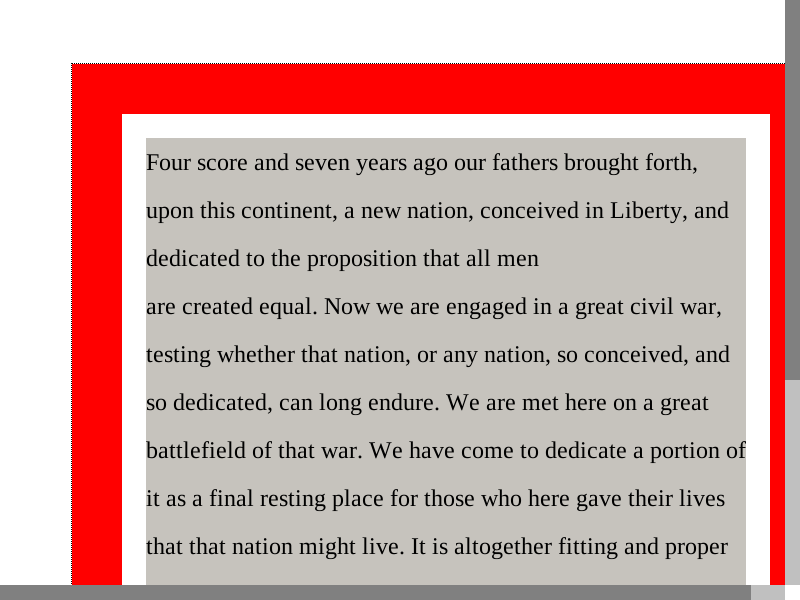 Four score and seven years ago our fathers brought forth,
upon this continent, a new nation, conceived in Liberty, and
dedicated to the proposition that all men
are created equal. Now we are engaged in a great civil war,
testing whether that nation, or any nation, so conceived, and
so dedicated, can long endure. We are met here on a great
battlefield of that war. We have come to dedicate a portion of
it as a final resting place for those who here gave their lives
that that nation might live. It is altogether fitting and proper